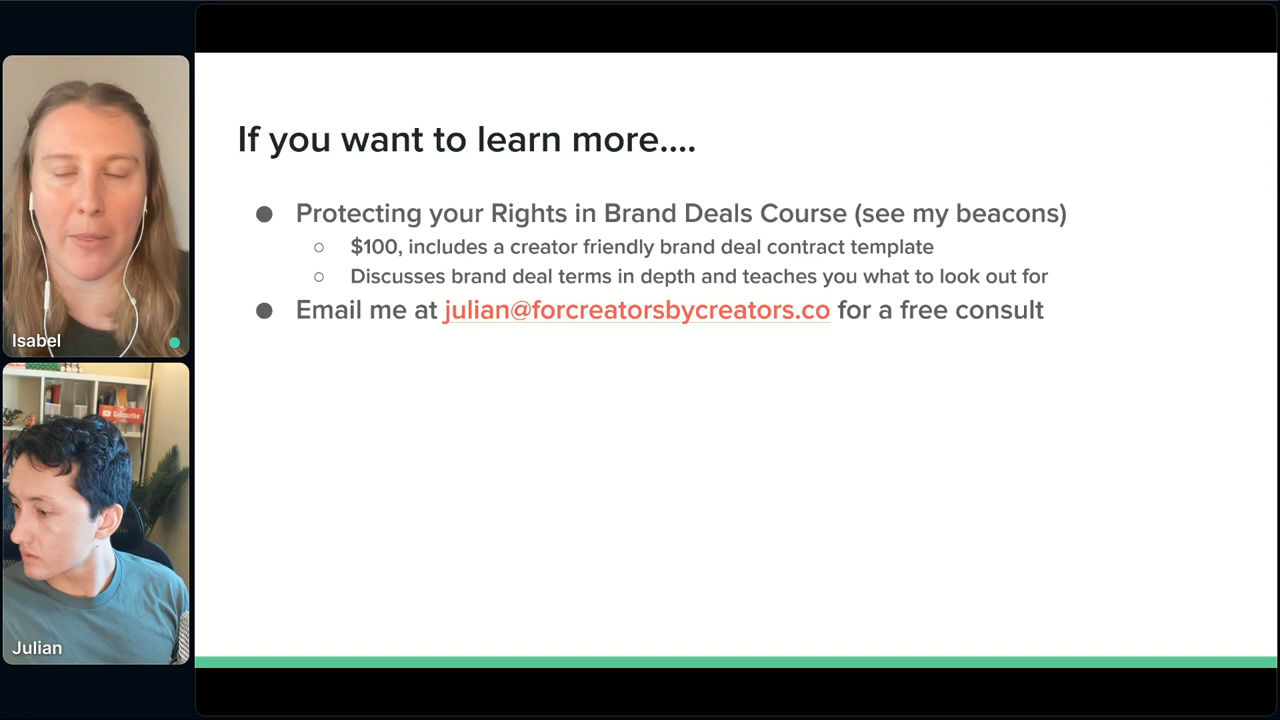 If you want to learn more....
● Protecting your Rights in Brand Deals Course (see my beacons)
○ $100, includes a creator friendly brand deal contract template
○ Discusses brand deal terms in depth and teaches you what to look out for
● Email me at julian@forcreatorsbycreators.co for a free consult
Isabel
Subscribe
Julian